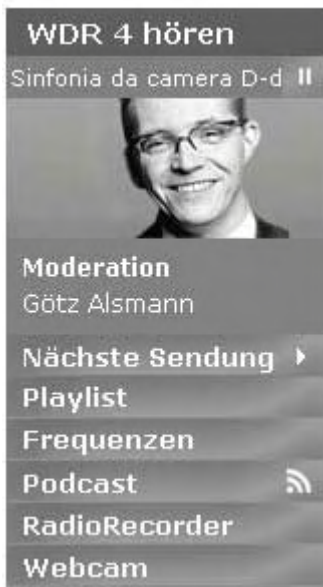 WDR 4 hören
Sinfonia da camera D-d
Moderation
Götz Alsmann
Nächste Sendung
Playlist
Frequenzen
Podcast
RadioRecorder
Webcam